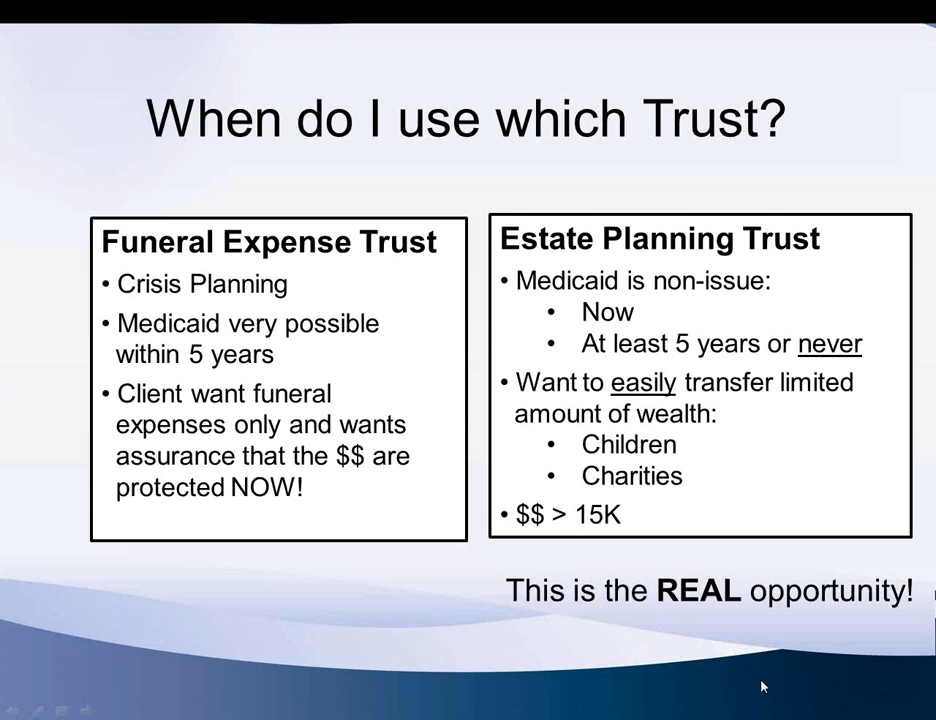 When do I use which Trust?
Funeral Expense Trust
• Crisis Planning
• Medicaid very possible
within 5 years
• Client want funeral
expenses only and wants
assurance that the $$ are
protected NOW!
Estate Planning Trust
• Medicaid is non-issue:
• Now
• At least 5 years or never
• Want to easily transfer limited
amount of wealth:
• Children
• Charities
• $$ > 15K
This is the REAL opportunity!